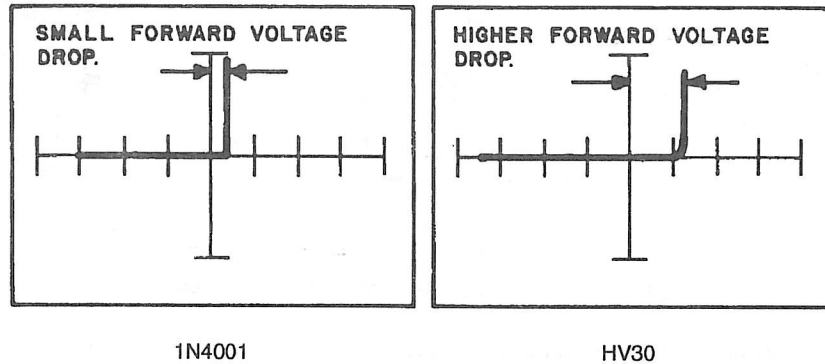 SMALL FORWARD VOLTAGE
DROP.
HIGHER FORWARD VOLTAGE
DROP.
1N4001
HV30